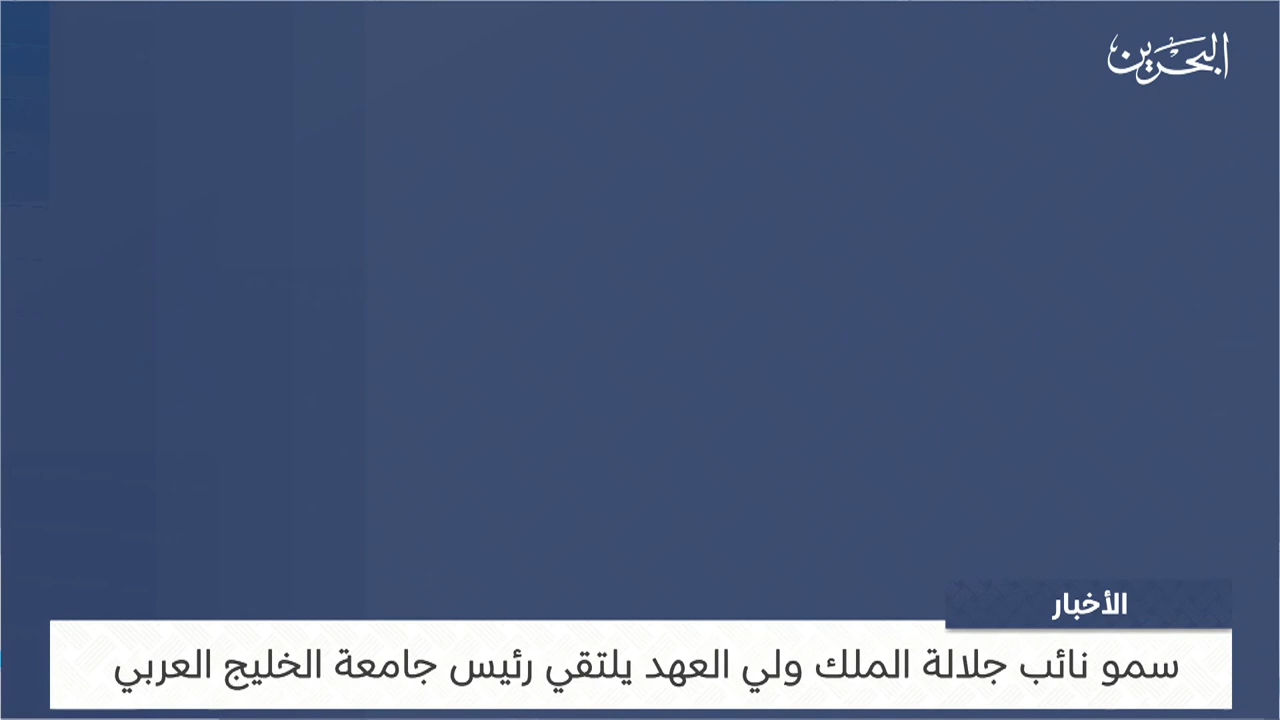 البحرين
الأخبار
سمو نائب جلالة الملك ولي العهد يلتقي رئيس جامعة الخليج العربي